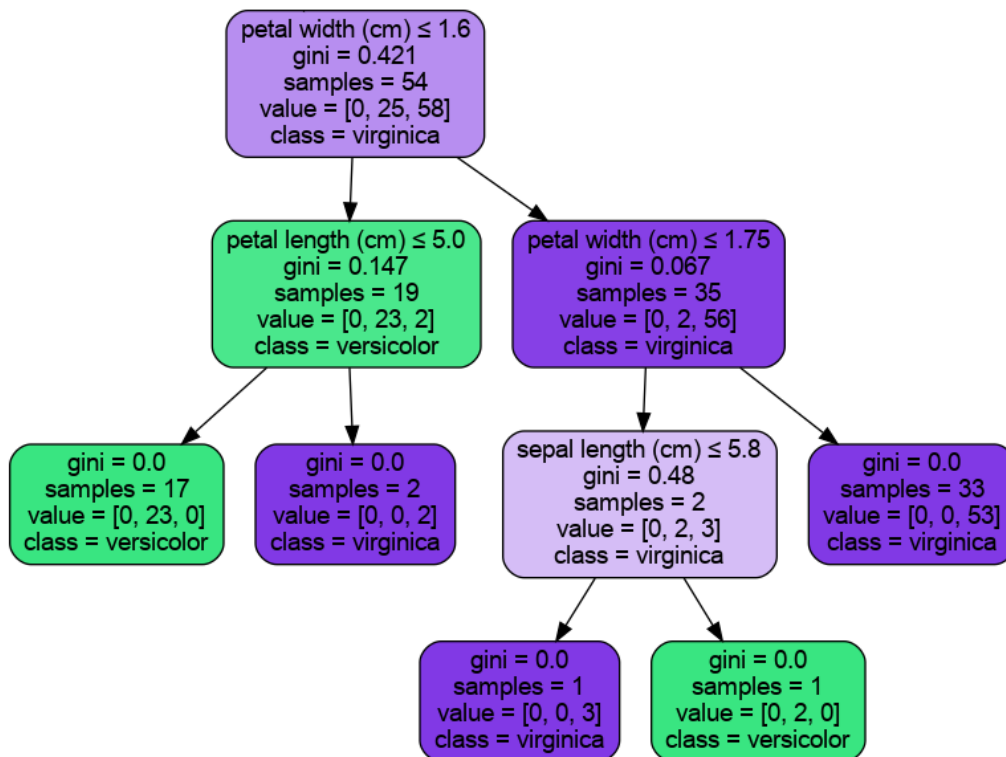 petal width (cm) ≤ 1.6
gini = 0.421
samples = 54
value = [0, 25, 58]
class = virginica
petal length (cm) ≤ 5.0
gini = 0.147
samples = 19
value = [0, 23, 2]
class = versicolor
petal width (cm) ≤ 1.75
gini = 0.067
samples = 35
value = [0, 2, 56]
class = virginica
gini = 0.0
samples = 17
value = [0, 23, 0]
class = versicolor
gini = 0.0
samples = 2
value = [0, 0, 2]
class = virginica
sepal length (cm) ≤ 5.8
gini = 0.48
samples = 2
value = [0, 2, 3]
class = virginica
gini = 0.0
samples = 33
value = [0, 0, 53]
class = virginica
gini = 0.0
samples = 1
value = [0, 0, 3]
class = virginica
gini = 0.0
samples = 1
value = [0, 2, 0]
class = versicolor